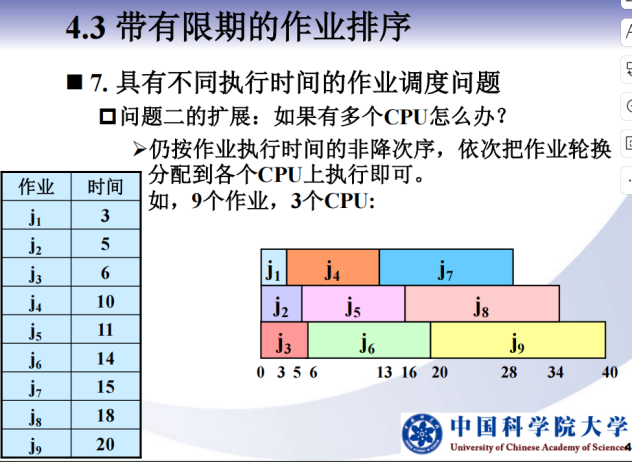 4.3 带有限期的作业排序
7. 具有不同执行时间的作业调度问题
问题二的扩展：如果有多个CPU怎么办？
仍按作业执行时间的非降次序，依次把作业轮换
分配到各个CPU上执行即可。
如，9个作业，3个CPU:
作业 时间
j1 3
j2 5
j3 6
j4 10
j5 11
j6 14
j7 15
j8 18
j9 20
j1 j4 j7
j2 j5 j8
j3 j6 j9
0 3 5 6 13 16 20 28 34 40
中国科学院大学
University of Chinese Academy of Sciences
4